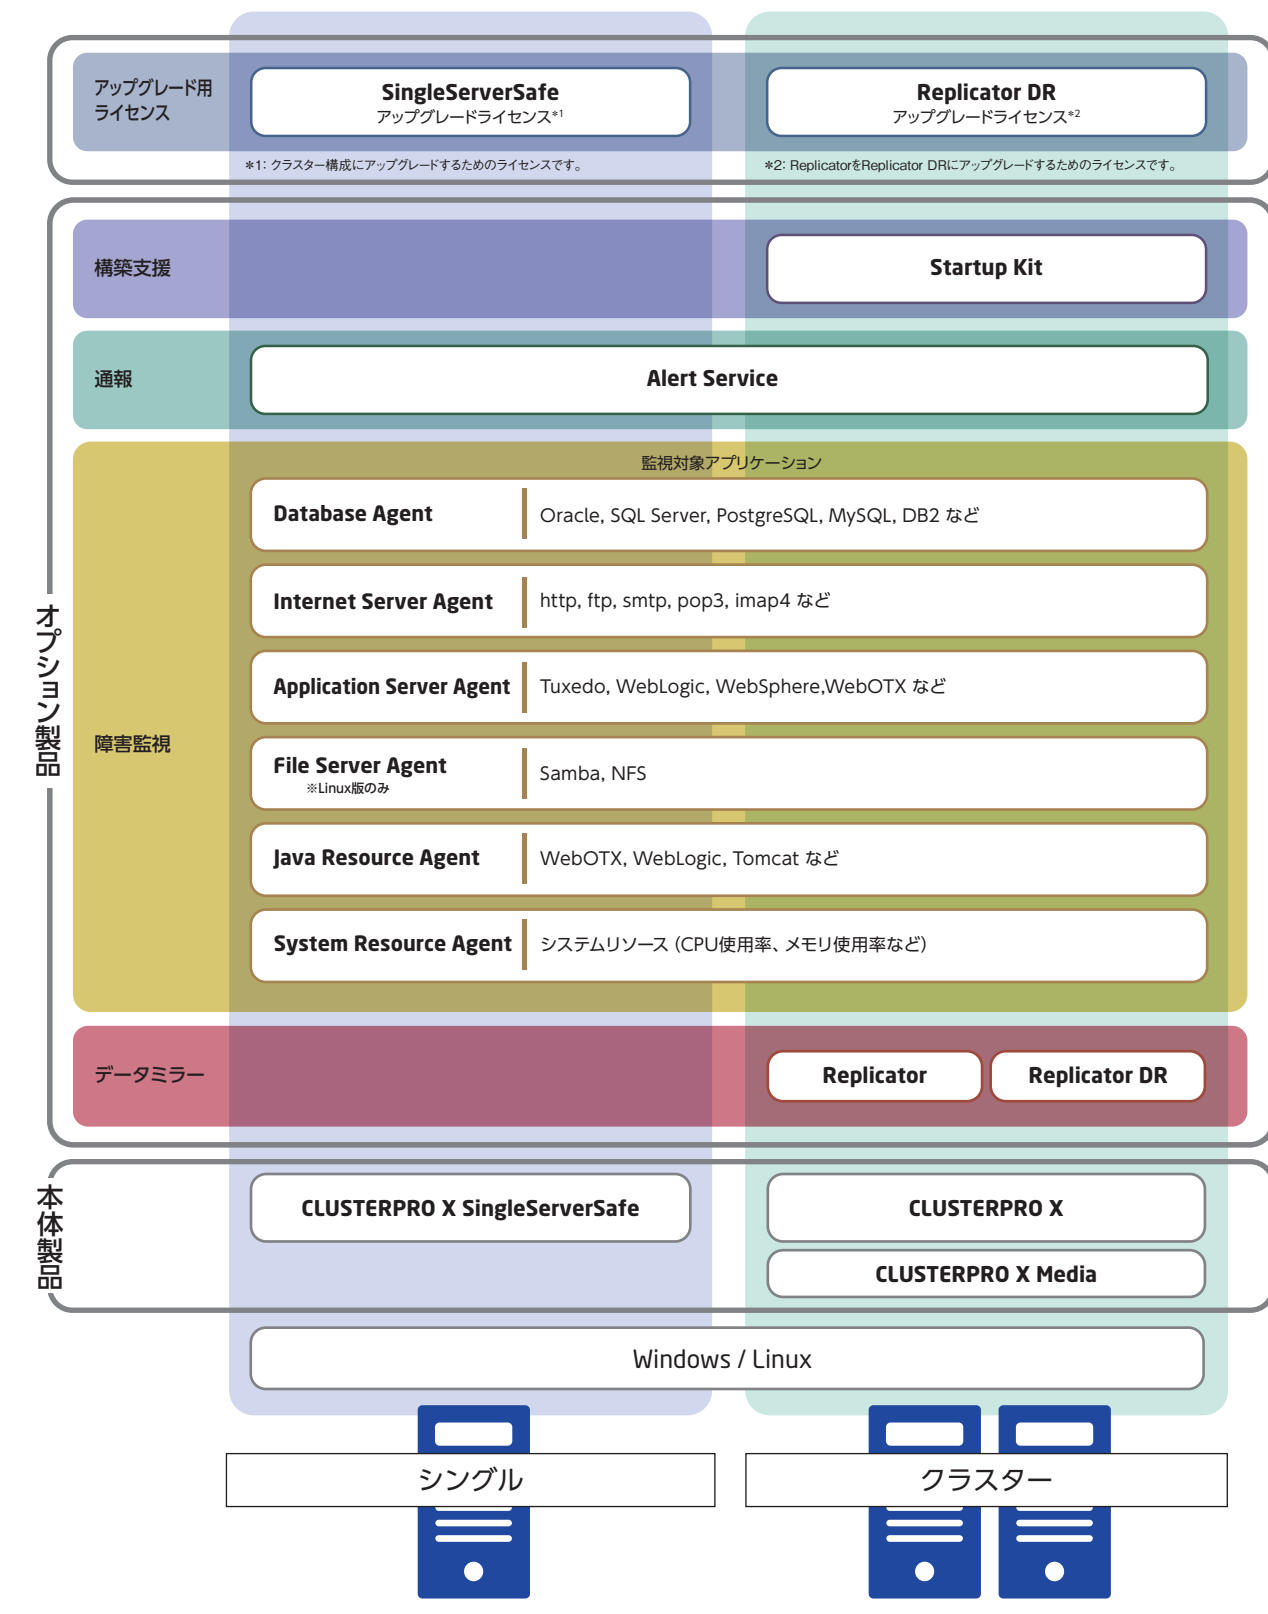 アップグレード用
ライセンス
SingleServerSafe
アップグレードライセンス*1
Replicator DR
アップグレードライセンス*2
*1: クラスター構成にアップグレードするためのライセンスです。
*2: ReplicatorをReplicator DRにアップグレードするためのライセンスです。
オプション製品
構築支援
Startup Kit
通報
Alert Service
障害監視
監視対象アプリケーション
Database Agent
Oracle, SQL Server, PostgreSQL, MySQL, DB2 など
Internet Server Agent
http, ftp, smtp, pop3, imap4 など
Application Server Agent
Tuxedo, WebLogic, WebSphere,WebOTX など
File Server Agent
※Linux版のみ
Samba, NFS
Java Resource Agent
WebOTX, WebLogic, Tomcat など
System Resource Agent
システムリソース (CPU使用率、メモリ使用率など)
データミラー
Replicator
Replicator DR
本体製品
CLUSTERPRO X SingleServerSafe
CLUSTERPRO X
CLUSTERPRO X Media
Windows / Linux
シングル
クラスター